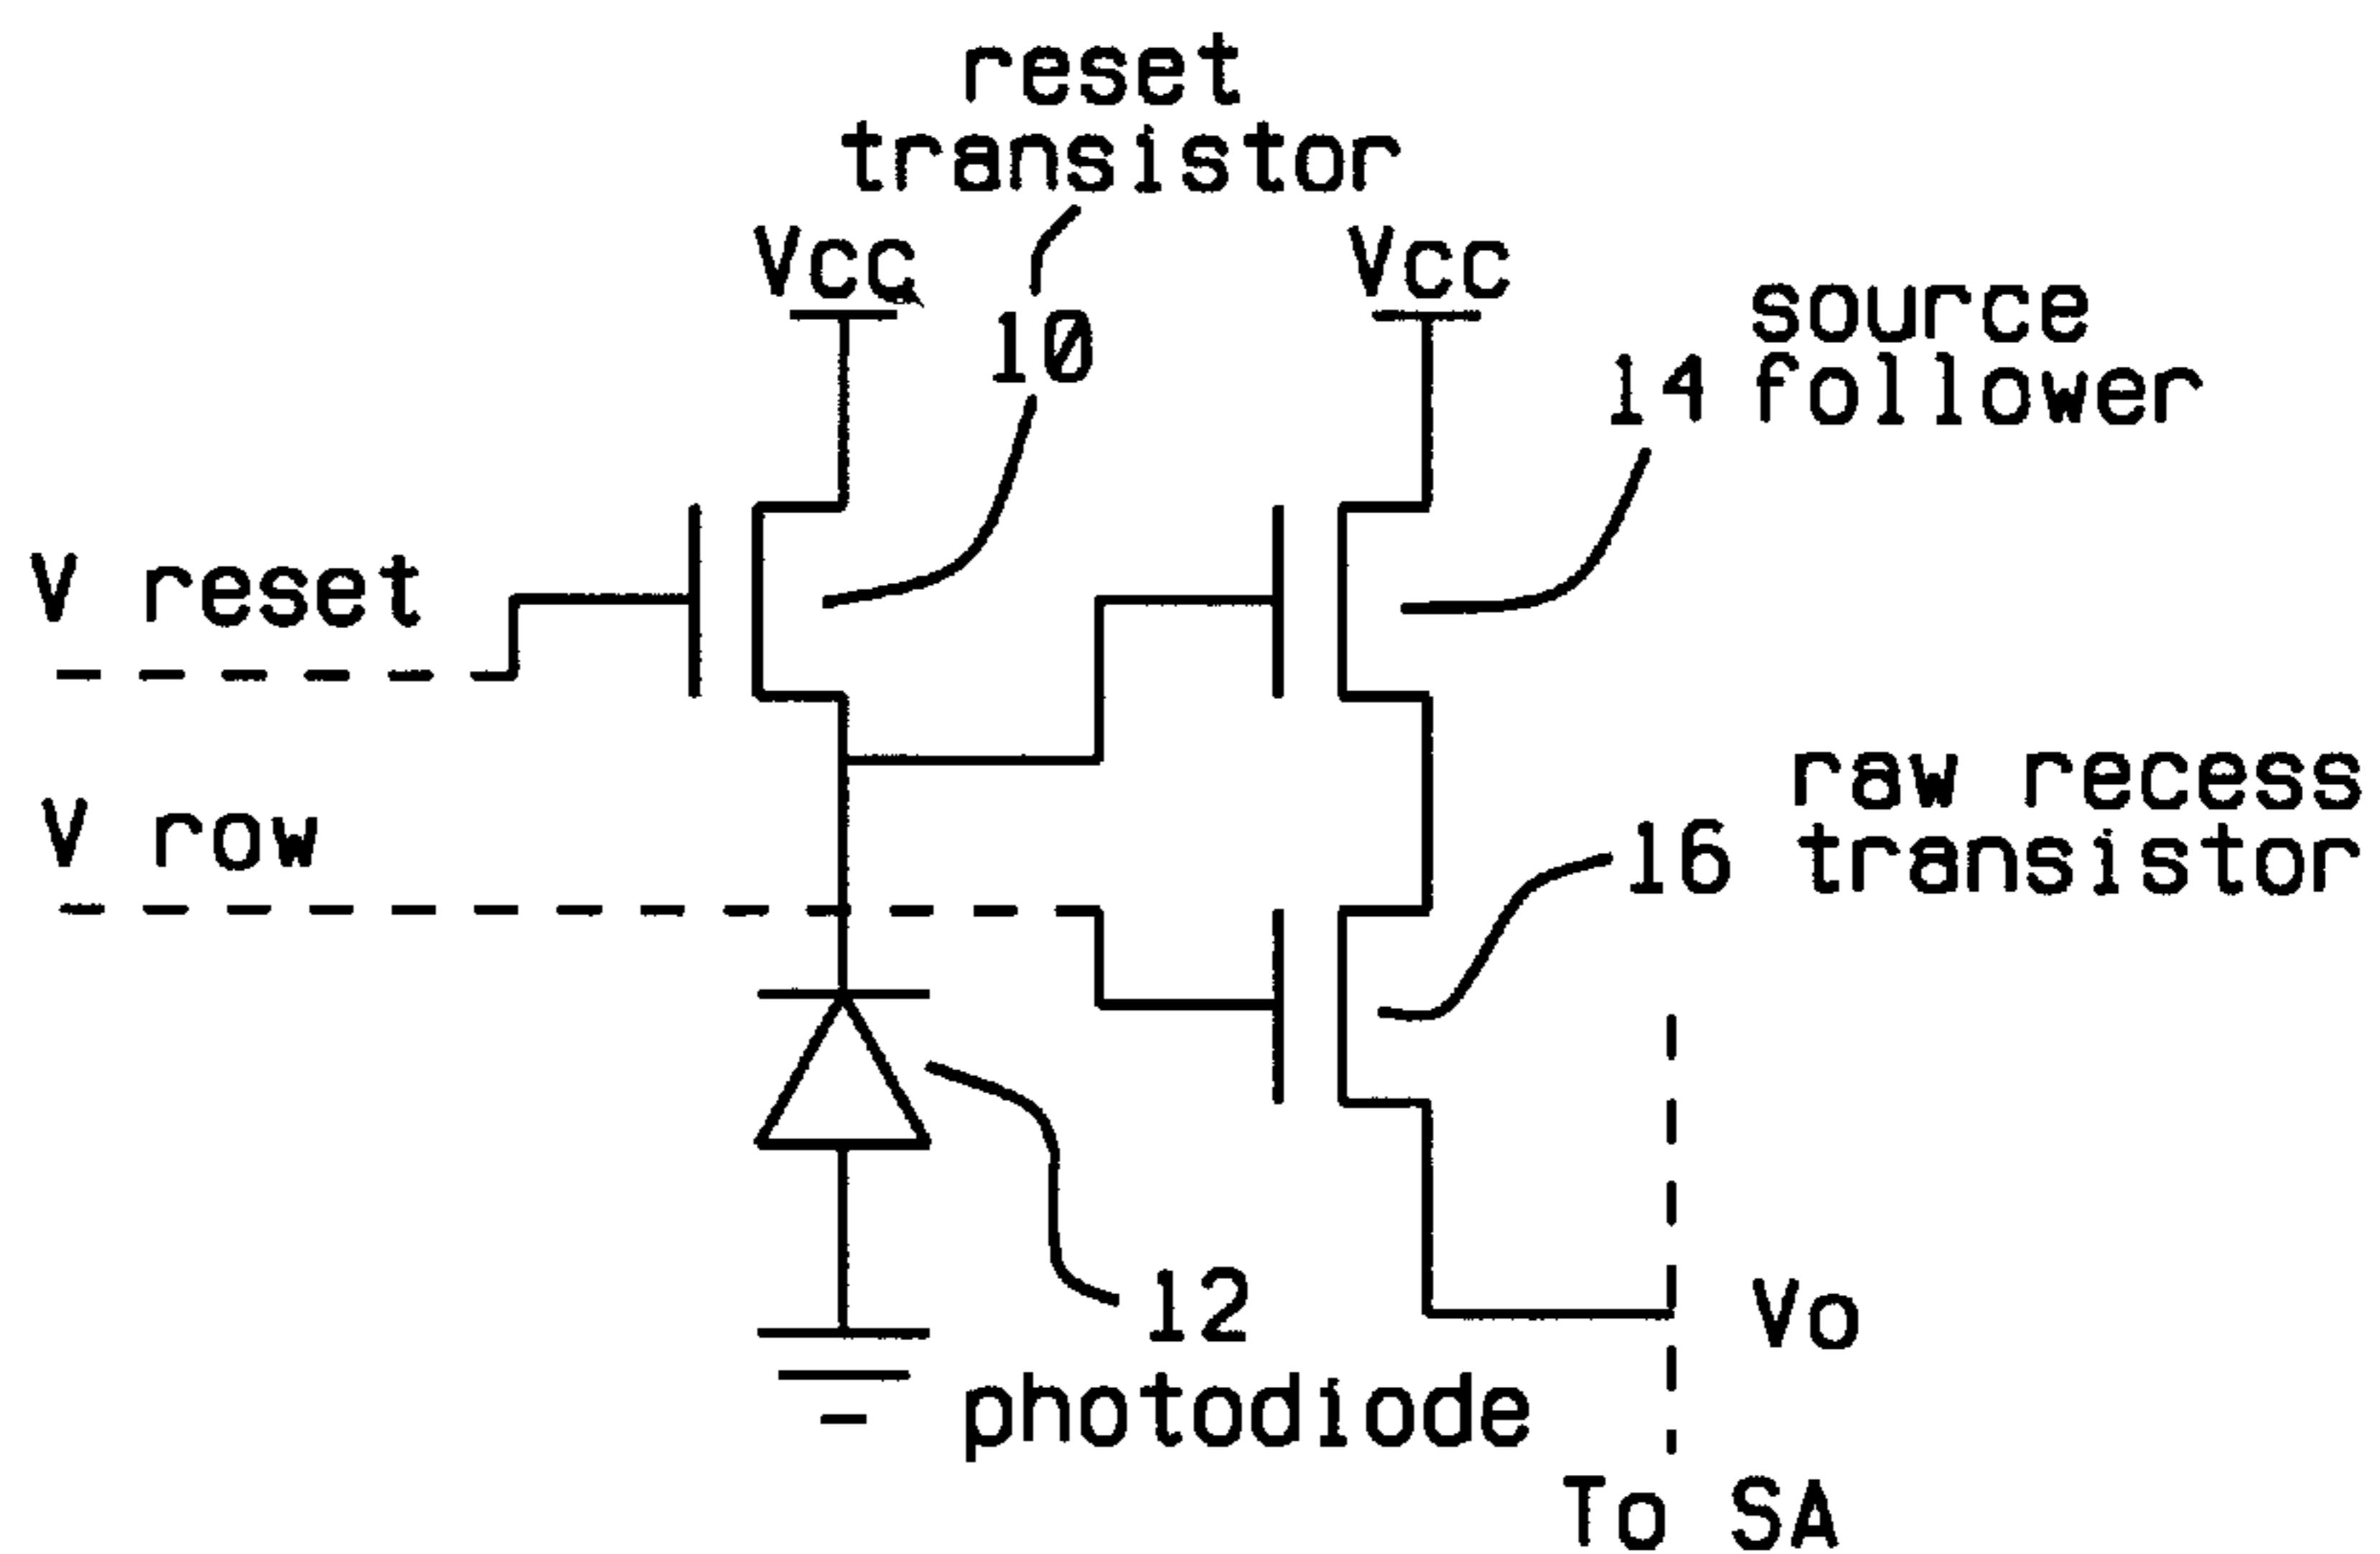 reset
transistor
Vcc
Vcc
10
source
14 follower
V reset
raw recess
V row
16 transistor
12
Vo
photodiode
To SA